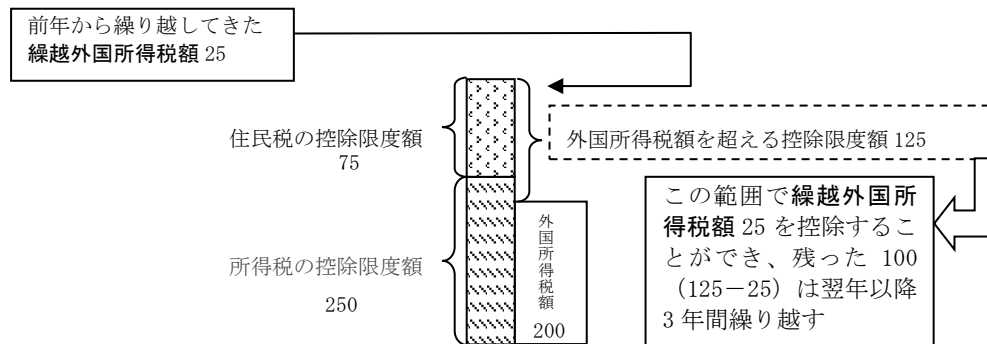 前年から繰り越してきた
繰越外国所得税額 25
住民税の控除限度額
75
外国所得税額を超える控除限度額 125
この範囲で繰越外国所
得税額 25 を控除するこ
とができ、残った 100
（125－25）は翌年以降
3 年間繰り越す
所得税の控除限度額
250
外国所得税額
200